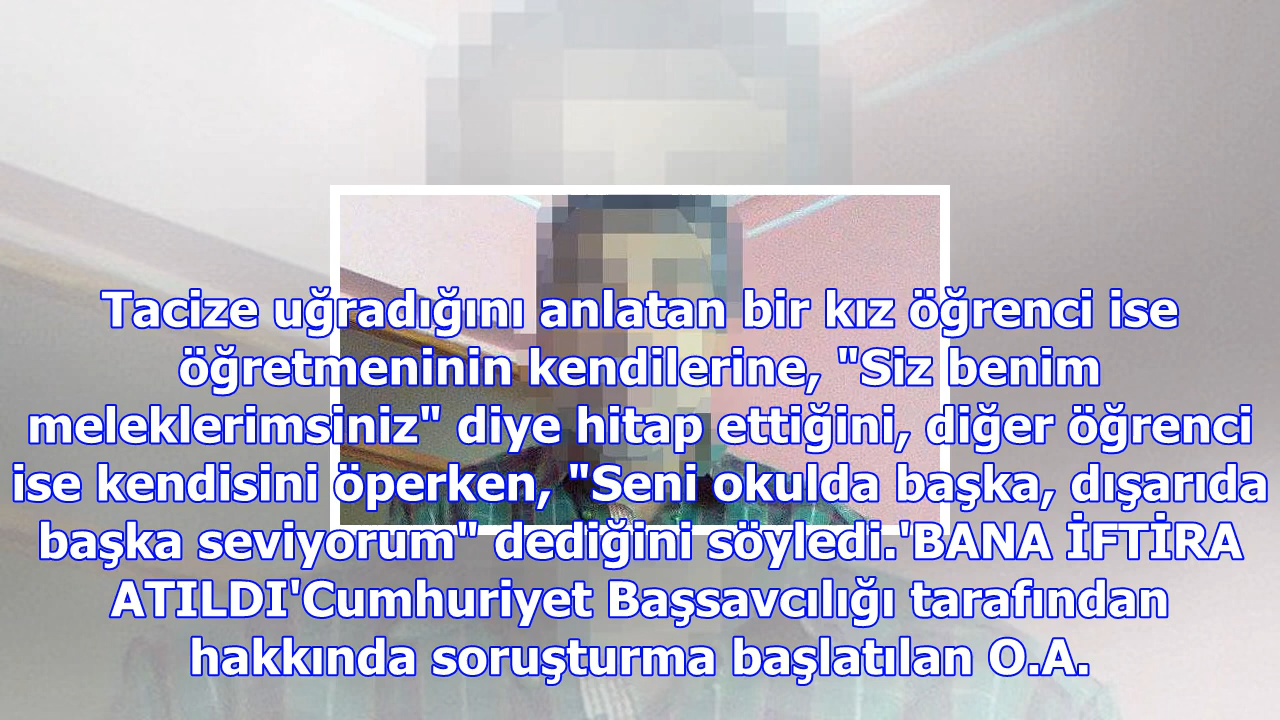 Tacize uğradığını anlatan bir kız öğrenci ise
öğretmeninin kendilerine, "Siz benim
meleklerimsiniz" diye hitap ettiğini, diğer öğrenci
ise kendisini öperken, "Seni okulda başka, dışarıda
başka seviyorum" dediğini söyledi.'BANA İFTİRA
ATILDI'Cumhuriyet Başsavcılığı tarafından
hakkında soruşturma başlatılan O.A.